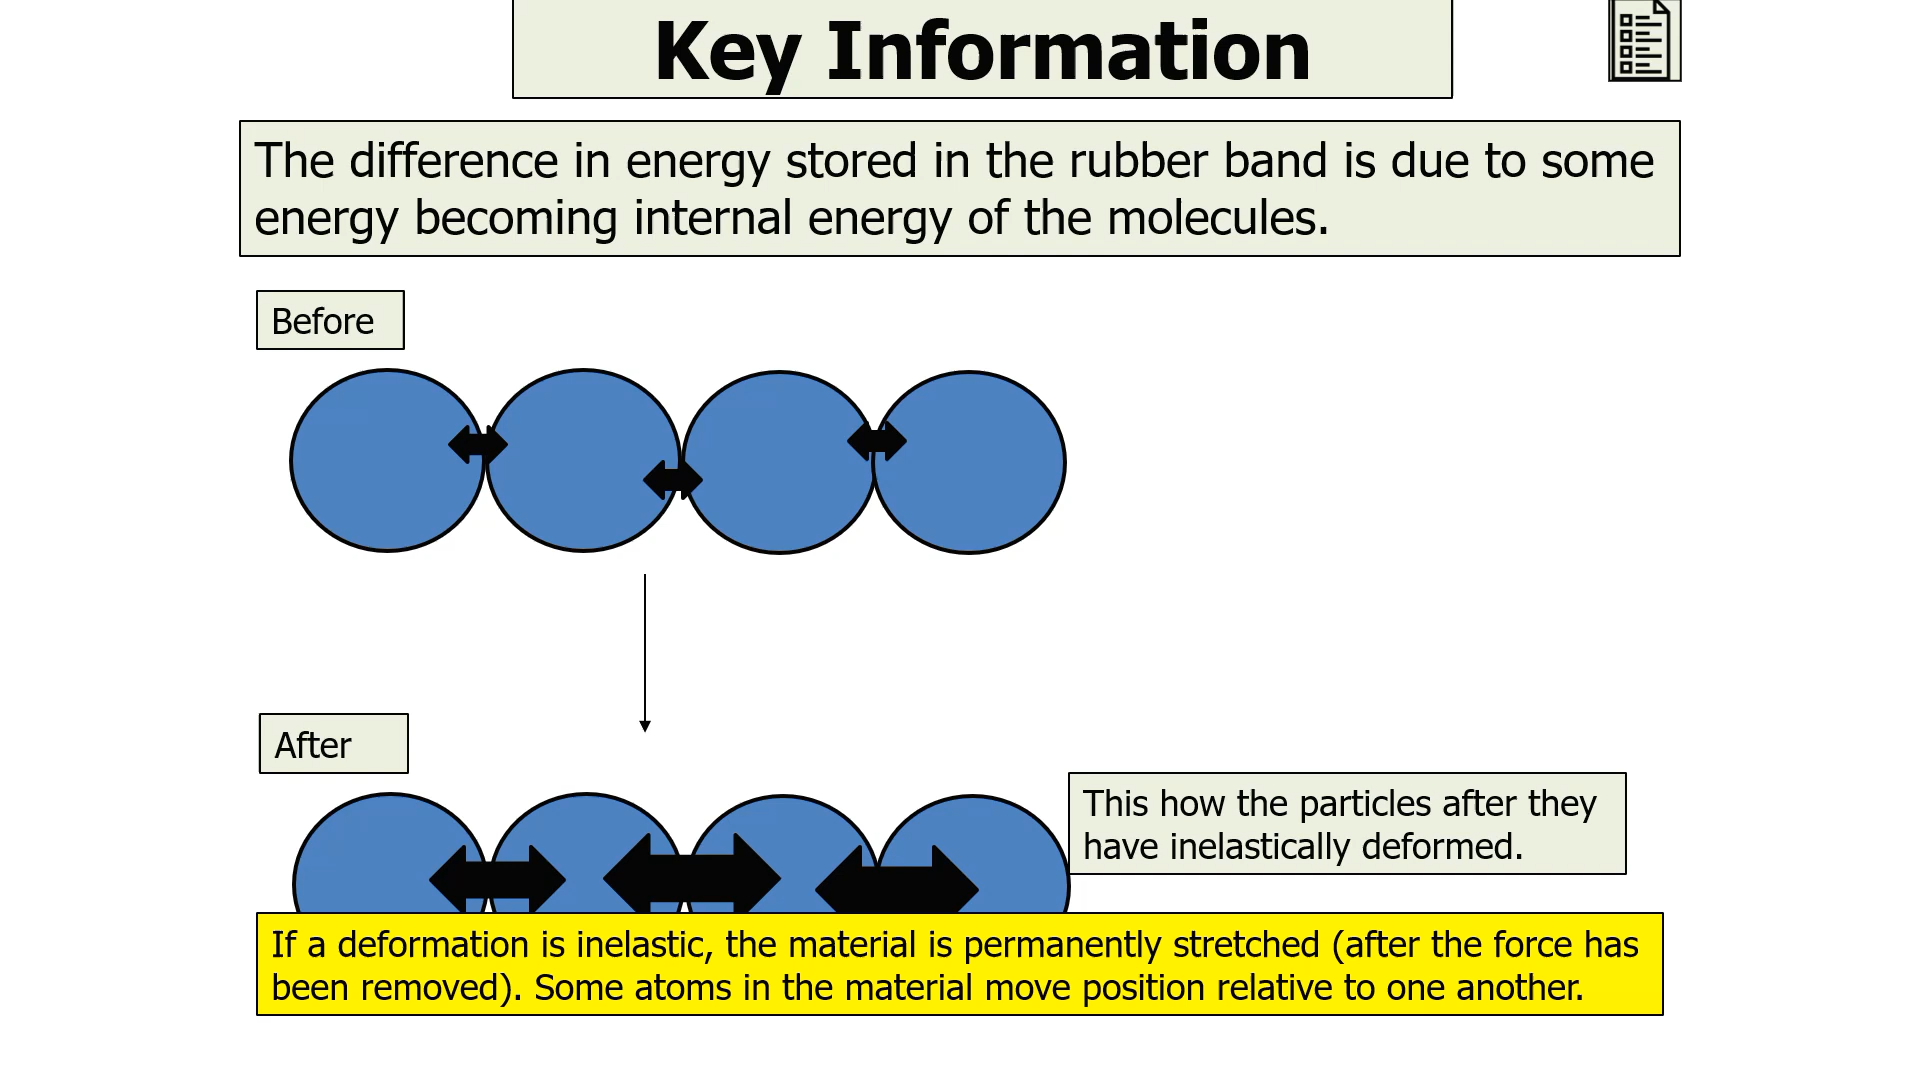 Key Information
The difference in energy stored in the rubber band is due to some
energy becoming internal energy of the molecules.
Before
After
This how the particles after they
have inelastically deformed.
If a deformation is inelastic, the material is permanently stretched (after the force has
been removed). Some atoms in the material move position relative to one another.